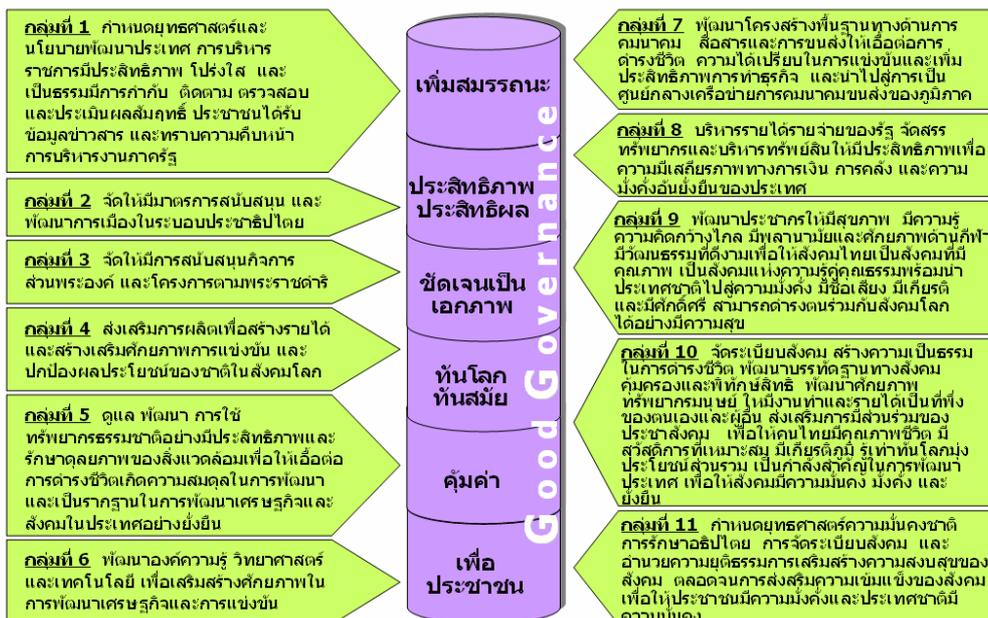 กลุ่มที่ 1 กำหนดยุทธศาสตร์และ
นโยบายพัฒนาประเทศ การบริหาร
ราชการมีประสิทธิภาพ โปร่งใส และ
เป็นธรรมมีการกำกับ ติดตาม ตรวจสอบ
และประเมินผลสัมฤทธิ์ ประชาชนได้รับ
ข้อมูลข่าวสาร และทราบความคืบหน้า
การบริหารงานภาครัฐ
กลุ่มที่ 2 จัดให้มีมาตรการสนับสนุน และ
พัฒนาการเมืองในระบอบประชาธิปไตย
กลุ่มที่ 3 จัดให้มีการสนับสนุนกิจการ
ส่วนพระองค์ และโครงการตามพระราชดำริ
กลุ่มที่ 4 ส่งเสริมการผลิตเพื่อสร้างรายได้
และสร้างเสริมศักยภาพการแข่งขัน และ
ปกป้องผลประโยชน์ของชาติในสังคมโลก
กลุ่มที่ 5 ดูแล พัฒนา การใช้
ทรัพยากรธรรมชาติอย่างมีประสิทธิภาพและ
รักษาดุลยภาพของสิ่งแวดล้อมเพื่อให้เอื้อต่อ
การดำรงชีวิตเกิดความสมดุลในการพัฒนา
และเป็นรากฐานในการพัฒนาเศรษฐกิจและ
สังคมในประเทศอย่างยั่งยืน
กลุ่มที่ 6 พัฒนาองค์ความรู้ วิทยาศาสตร์
และเทคโนโลยี เพื่อเสริมสร้างศักยภาพใน
การพัฒนาเศรษฐกิจและการแข่งขัน
เพิ่มสมรรถนะ
ประสิทธิภาพ
ประสิทธิผล
ชัดเจนเป็น
เอกภาพ
ทันโลก
ทันสมัย
คุ้มค่า
เพื่อ
ประชาชน
Good Governance
กลุ่มที่ 7 พัฒนาโครงสร้างพื้นฐานทางด้านการ
คมนาคม สื่อสารและการขนส่งให้เอื้อต่อการ
ดำรงชีวิต ความได้เปรียบในการแข่งขันและเพิ่ม
ประสิทธิภาพการทำธุรกิจ และนำไปสู่การเป็น
ศูนย์กลางเครือข่ายการคมนาคมขนส่งของภูมิภาค
กลุ่มที่ 8 บริหารรายได้รายจ่ายของรัฐ จัดสรร
ทรัพยากรและบริหารทรัพย์สินให้มีประสิทธิภาพเพื่อ
ความมีเสถียรภาพทางการเงิน การคลัง และความ
มั่งคั่งอันยั่งยืนของประเทศ
กลุ่มที่ 9 พัฒนาประชากรให้มีสุขภาพ มีความรู้
ความคิดกว้างไกล มีพลานามัยและศักยภาพด้านกีฬา
มีวัฒนธรรมที่ดีงามเพื่อให้สังคมไทยเป็นสังคมที่มี
คุณภาพ เป็นสังคมแห่งความรู้คู่คุณธรรมพร้อมนำ
ประเทศชาติไปสู่ความมั่งคั่ง มีชื่อเสียง มีเกียรติ
และมีศักดิ์ศรี สามารถดำรงตนร่วมกับสังคมโลก
ได้อย่างมีความสุข
กลุ่มที่ 10 จัดระเบียบสังคม สร้างความเป็นธรรม
ในการดำรงชีวิต พัฒนาบรรทัดฐานทางสังคม
คุ้มครองและพิทักษ์สิทธิ พัฒนาศักยภาพ
ทรัพยากรมนุษย์ ให้มีงานทำและรายได้เป็นที่พึ่ง
ของตนเองและผู้อื่น ส่งเสริมการมีส่วนร่วมของ
ประชาสังคม เพื่อให้คนไทยมีคุณภาพชีวิต มี
สวัสดิการที่เหมาะสม มีเกียรติภูมิ รู้เท่าทันโลกมุ่ง
ประโยชน์ส่วนรวม เป็นกำลังสำคัญในการพัฒนา
ประเทศ เพื่อให้สังคมมีความมั่นคง มั่งคั่ง และ
ยั่งยืน
กลุ่มที่ 11 กำหนดยุทธศาสตร์ความมั่นคงชาติ
การรักษาอธิปไตย การจัดระเบียบสังคม และ
อำนวยความยุติธรรมการเสริมสร้างความสงบสุขของ
สังคม ตลอดจนการส่งเสริมความเข้มแข็งของสังคม
เพื่อให้ประชาชนมีความมั่งคั่งและประเทศชาติมี
ความมั่นคง